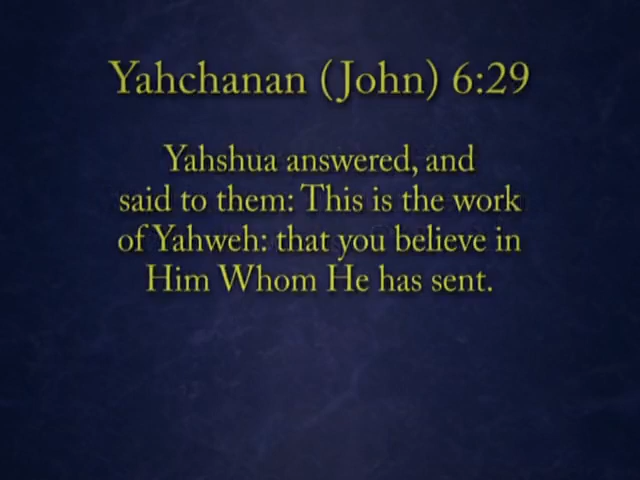 Yahchanan (John) 6:29
Yahshua answered, and
said to them: This is the work
of Yahweh: that you believe in
Him Whom He has sent.